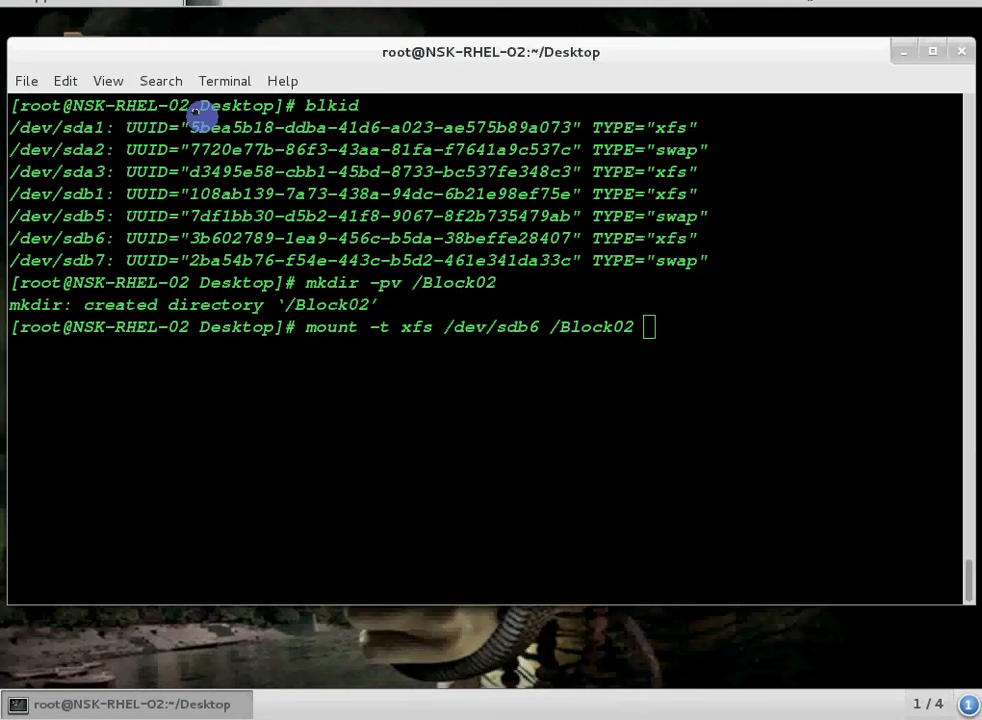 root@NSK-RHEL-02:~/Desktop
File Edit View Search Terminal Help
[root@NSK-RHEL-02 Desktop]# blkid
/dev/sda1: UUID="5bea5b18-ddba-41d6-a023-ae575b89a073" TYPE="xfs"
/dev/sda2: UUID="7720e77b-86f3-43aa-81fa-f7641a9c537c" TYPE="swap"
/dev/sda3: UUID="d3495e58-cbb1-45bd-8733-bc537fe348c3" TYPE="xfs"
/dev/sdb1: UUID="108ab139-7a73-438a-94dc-6b21e98ef75e" TYPE="xfs"
/dev/sdb5: UUID="7df1bb30-d5b2-41f8-9067-8f2b735479ab" TYPE="swap"
/dev/sdb6: UUID="3b602789-1ea9-456c-b5da-38beffe28407" TYPE="xfs"
/dev/sdb7: UUID="2ba54b76-f54e-443c-b5d2-461e341da33c" TYPE="swap"
[root@NSK-RHEL-02 Desktop]# mkdir -pv /Block02
mkdir: created directory ‘/Block02’
[root@NSK-RHEL-02 Desktop]# mount -t xfs /dev/sdb6 /Block02
root@NSK-RHEL-02:~/Desktop
1 / 4
1